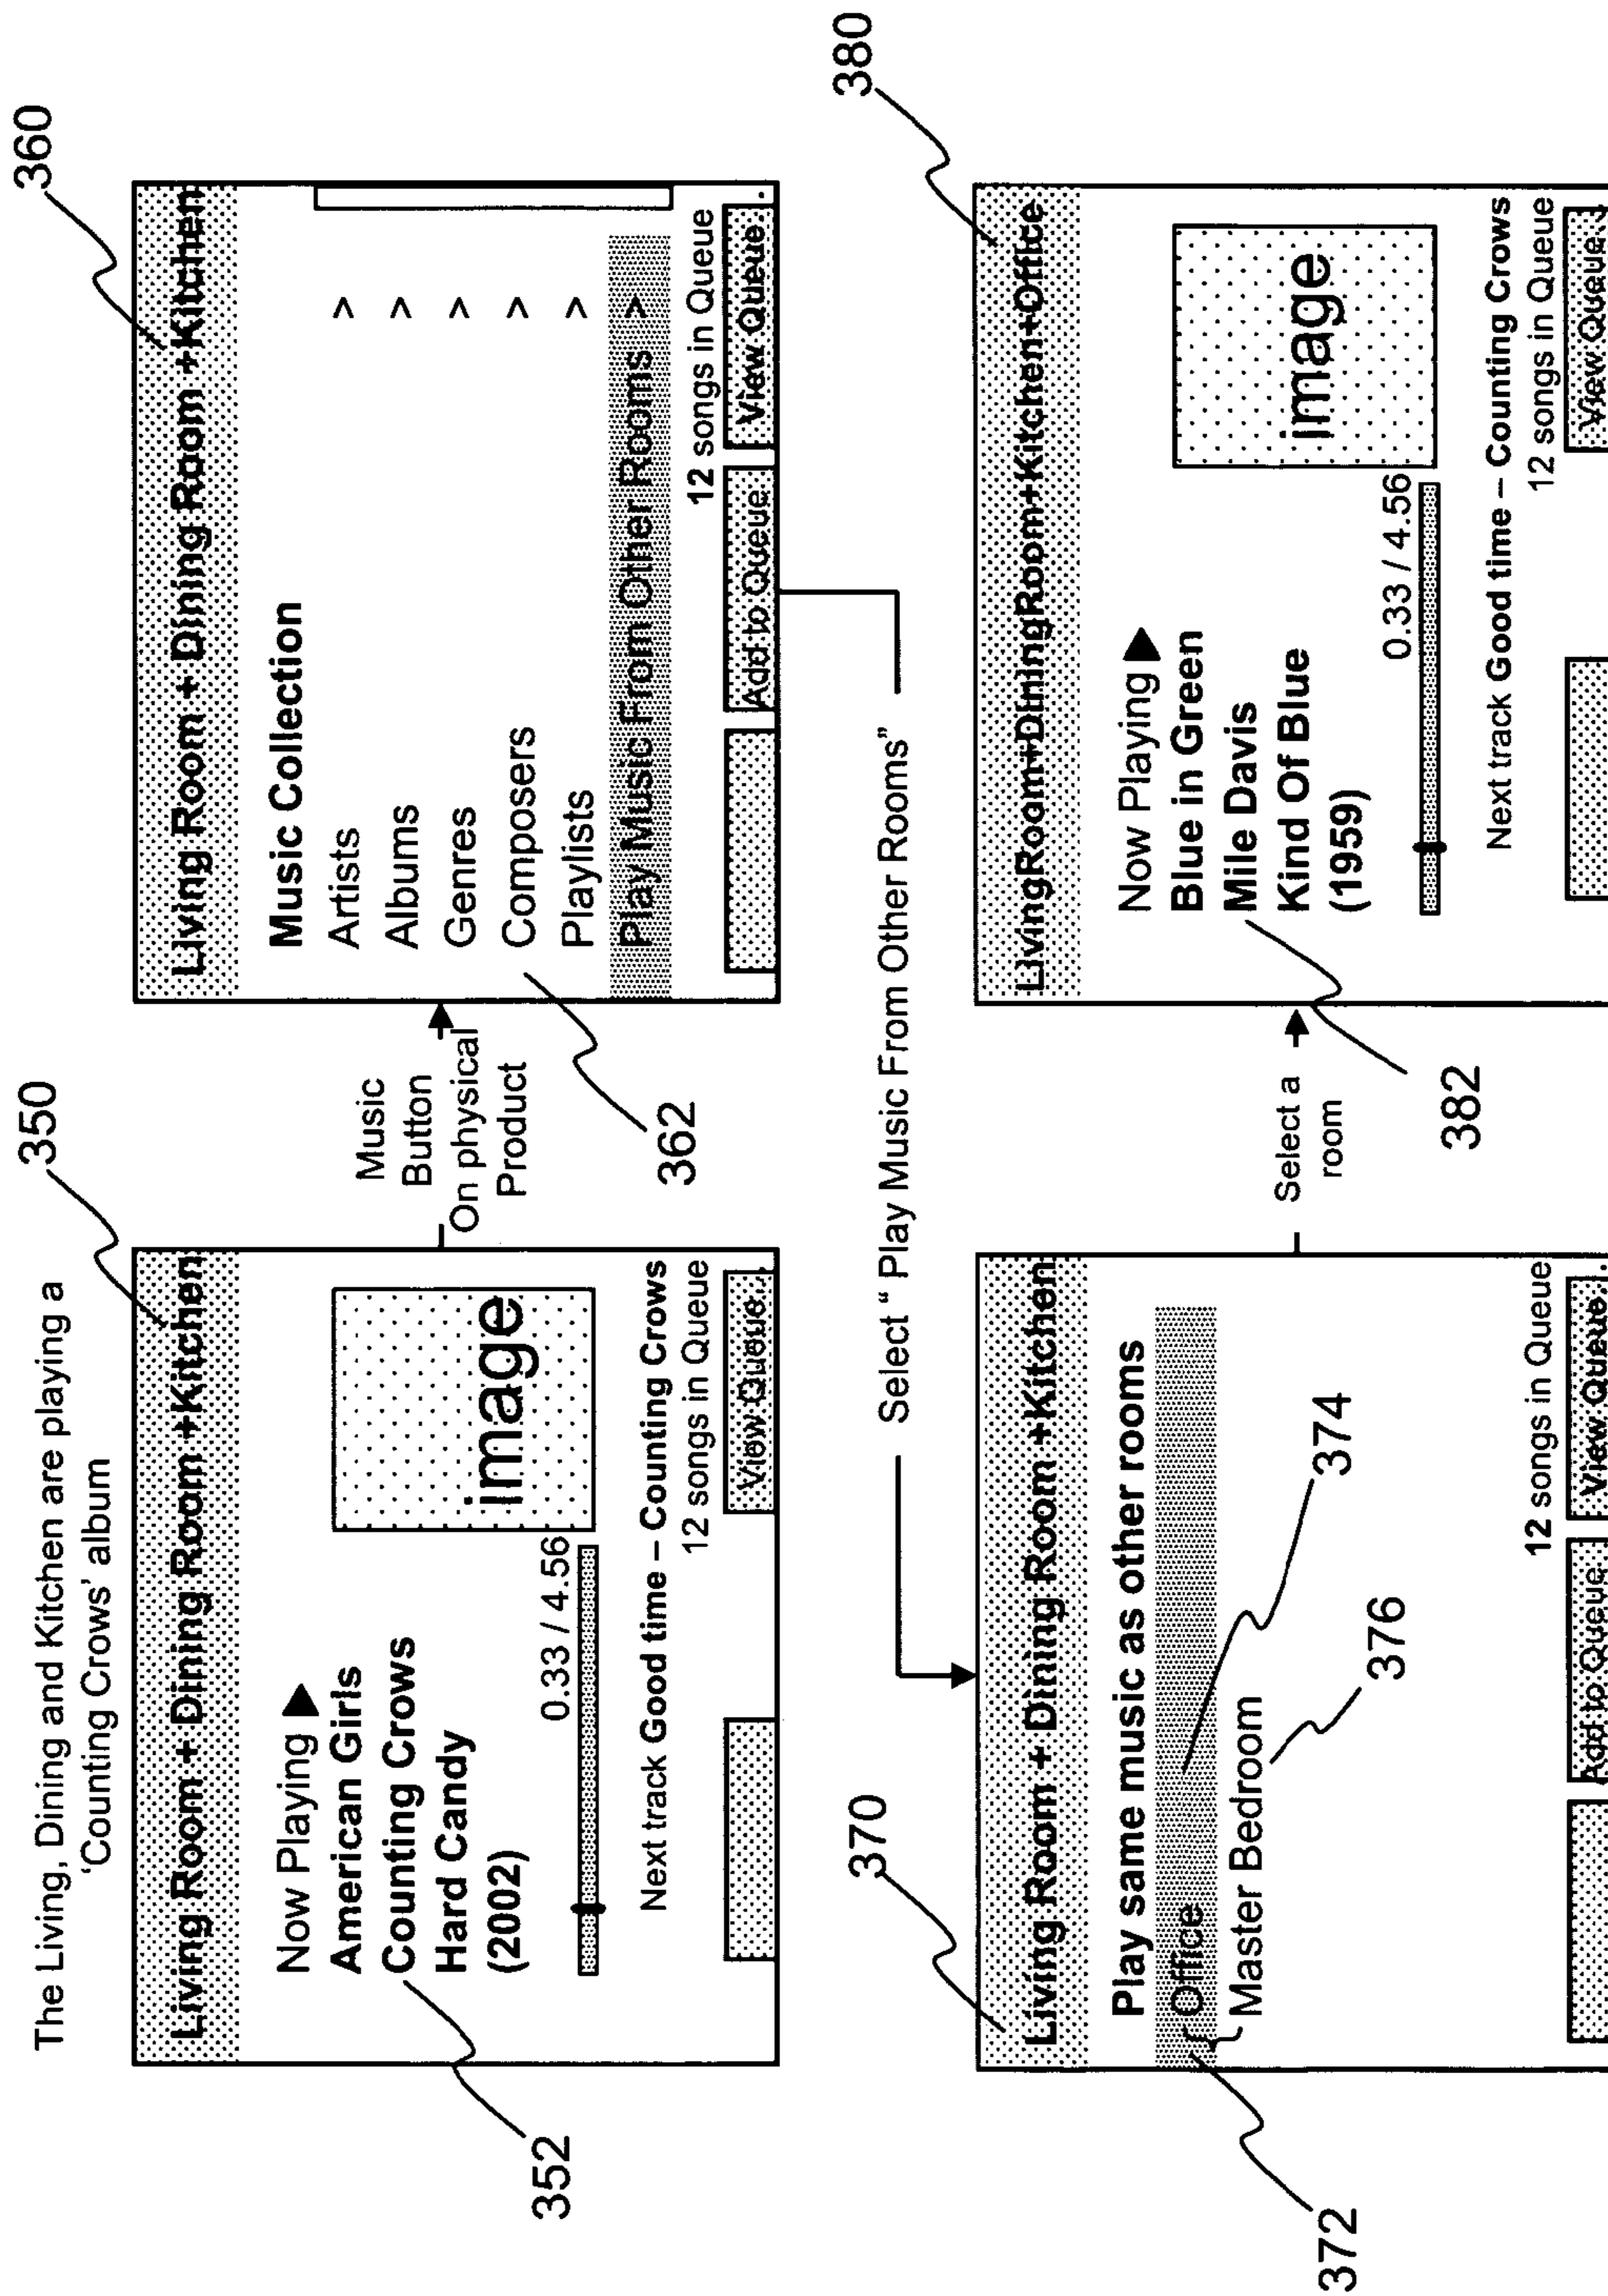 The Living, Dining and Kitchen are playing a
'Counting Crows' album
350
Living Room + Dining Room +Kitchen
Now Playing ▶
American Girls
Counting Crows
Hard Candy
(2002)
image
0.33 / 4.56
Next track Good time – Counting Crows
12 songs in Queue
View Queue
352
Music
Button
On physical
Product
360
Living Room + Dining Room +Kitchen
Music Collection
Artists >
Albums >
Genres >
Composers >
Playlists >
Play Music From Other Rooms >
12 songs in Queue
Add to Queue
View Queue
362
Select " Play Music From Other Rooms"
370
Living Room + Dining Room +Kitchen
Play same music as other rooms
Office
Master Bedroom
12 songs in Queue
Add to Queue
View Queue
372
374
376
Select a
room
380
LivingRoom+DiningRoom+Kitchen+Office
Now Playing ▶
Blue in Green
Mile Davis
Kind Of Blue
(1959)
image
0.33 / 4.56
Next track Good time – Counting Crows
12 songs in Queue
View Queue
382